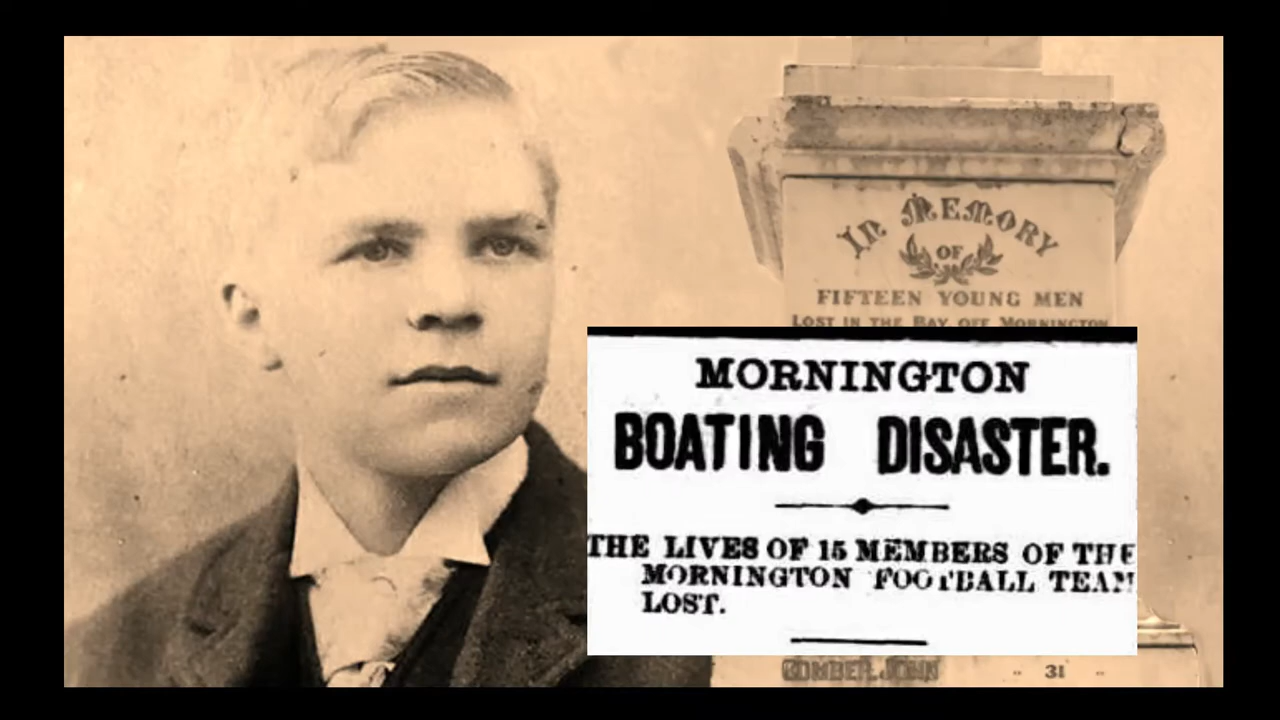 IN MEMORY
OF
FIFTEEN YOUNG MEN
LOST IN THE BAY OFF MORNINGTON
MORNINGTON
BOATING DISASTER.
THE LIVES OF 15 MEMBERS OF THE
MORNINGTON FOOTBALL TEAM
LOST.
COMBER, JOHN " 31 "